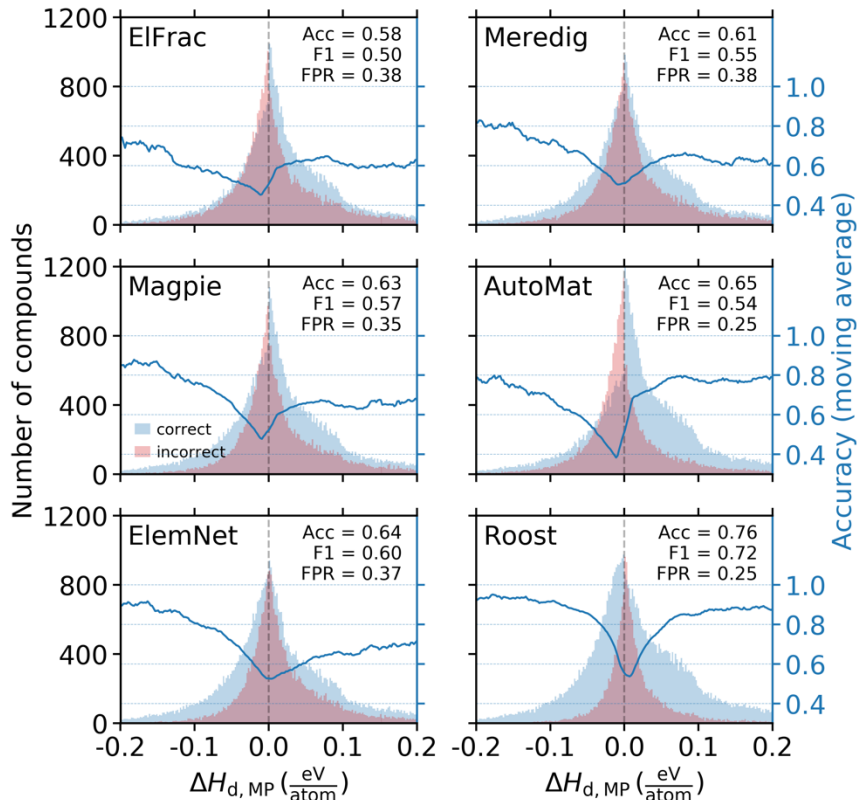 Number of compounds
Accuracy (moving average)
1200
800
400
0
ElFrac
Acc = 0.58
F1 = 0.50
FPR = 0.38
Meredig
Acc = 0.61
F1 = 0.55
FPR = 0.38
1.0
0.8
0.6
0.4
1200
800
400
0
Magpie
Acc = 0.63
F1 = 0.57
FPR = 0.35
correct
incorrect
AutoMat
Acc = 0.65
F1 = 0.54
FPR = 0.25
1.0
0.8
0.6
0.4
1200
800
400
0
ElemNet
Acc = 0.64
F1 = 0.60
FPR = 0.37
Roost
Acc = 0.76
F1 = 0.72
FPR = 0.25
1.0
0.8
0.6
0.4
-0.2 -0.1 0.0 0.1 0.2
-0.2 -0.1 0.0 0.1 0.2
ΔH_d, MP (eV/atom)
ΔH_d, MP (eV/atom)